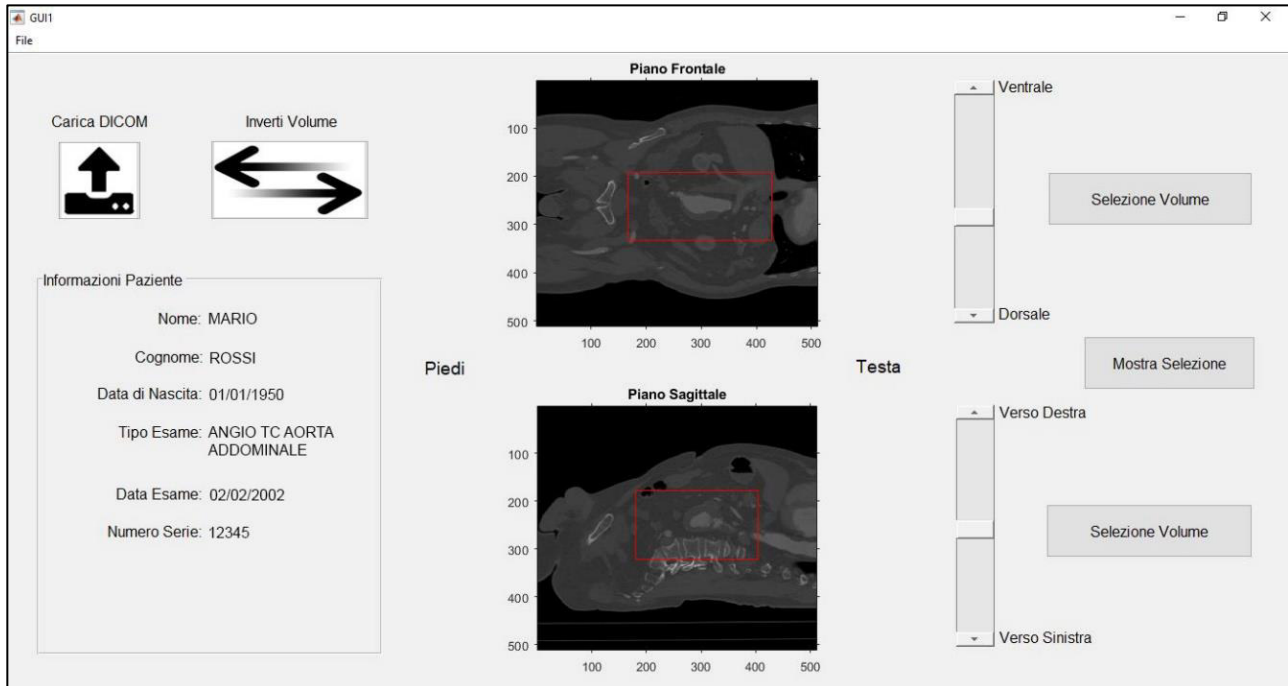 GUI1
File
Carica DICOM
Inverti Volume
Informazioni Paziente
Nome: MARIO
Cognome: ROSSI
Data di Nascita: 01/01/1950
Tipo Esame: ANGIO TC AORTA
ADDOMINALE
Data Esame: 02/02/2002
Numero Serie: 12345
Piano Frontale
100
200
300
400
500
100 200 300 400 500
Piedi
Testa
Piano Sagittale
100
200
300
400
500
100 200 300 400 500
Ventrale
Selezione Volume
Dorsale
Mostra Selezione
Verso Destra
Selezione Volume
Verso Sinistra